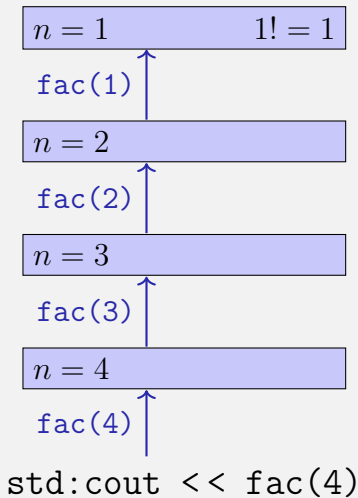 n = 1 1! = 1
fac(1)
n = 2
fac(2)
n = 3
fac(3)
n = 4
fac(4)
std:cout << fac(4)